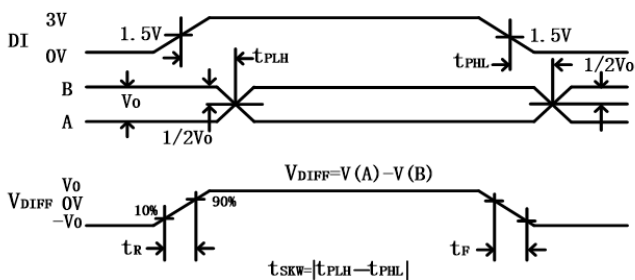 3V
DI
1.5V
0V
tPLH
tPHL
1.5V
1/2Vo
B
Vo
A
1/2Vo
VDIFF=V(A)-V(B)
Vo
VDIFF 0V
-Vo
10%
90%
tR
tF
tSKW=|tPLH-tPHL|